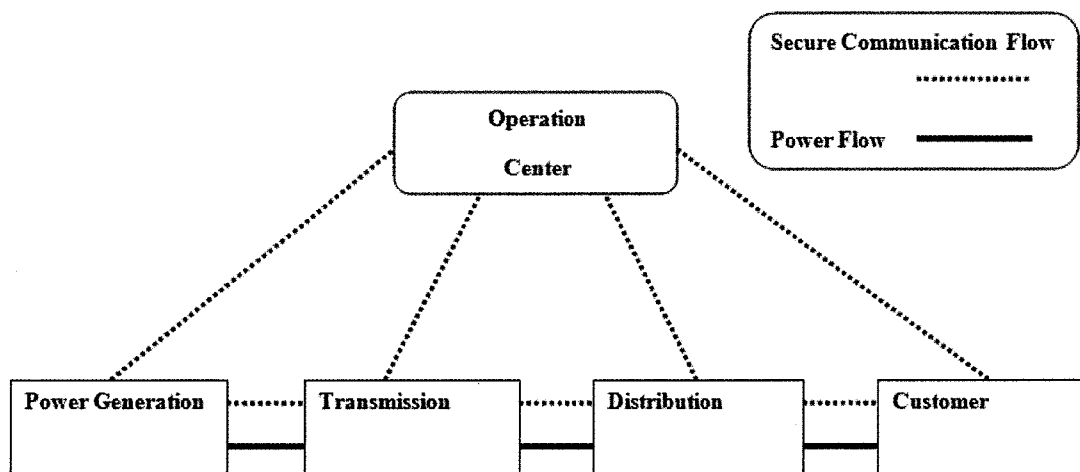 Secure Communication Flow
Power Flow
Operation
Center
Power Generation
Transmission
Distribution
Customer